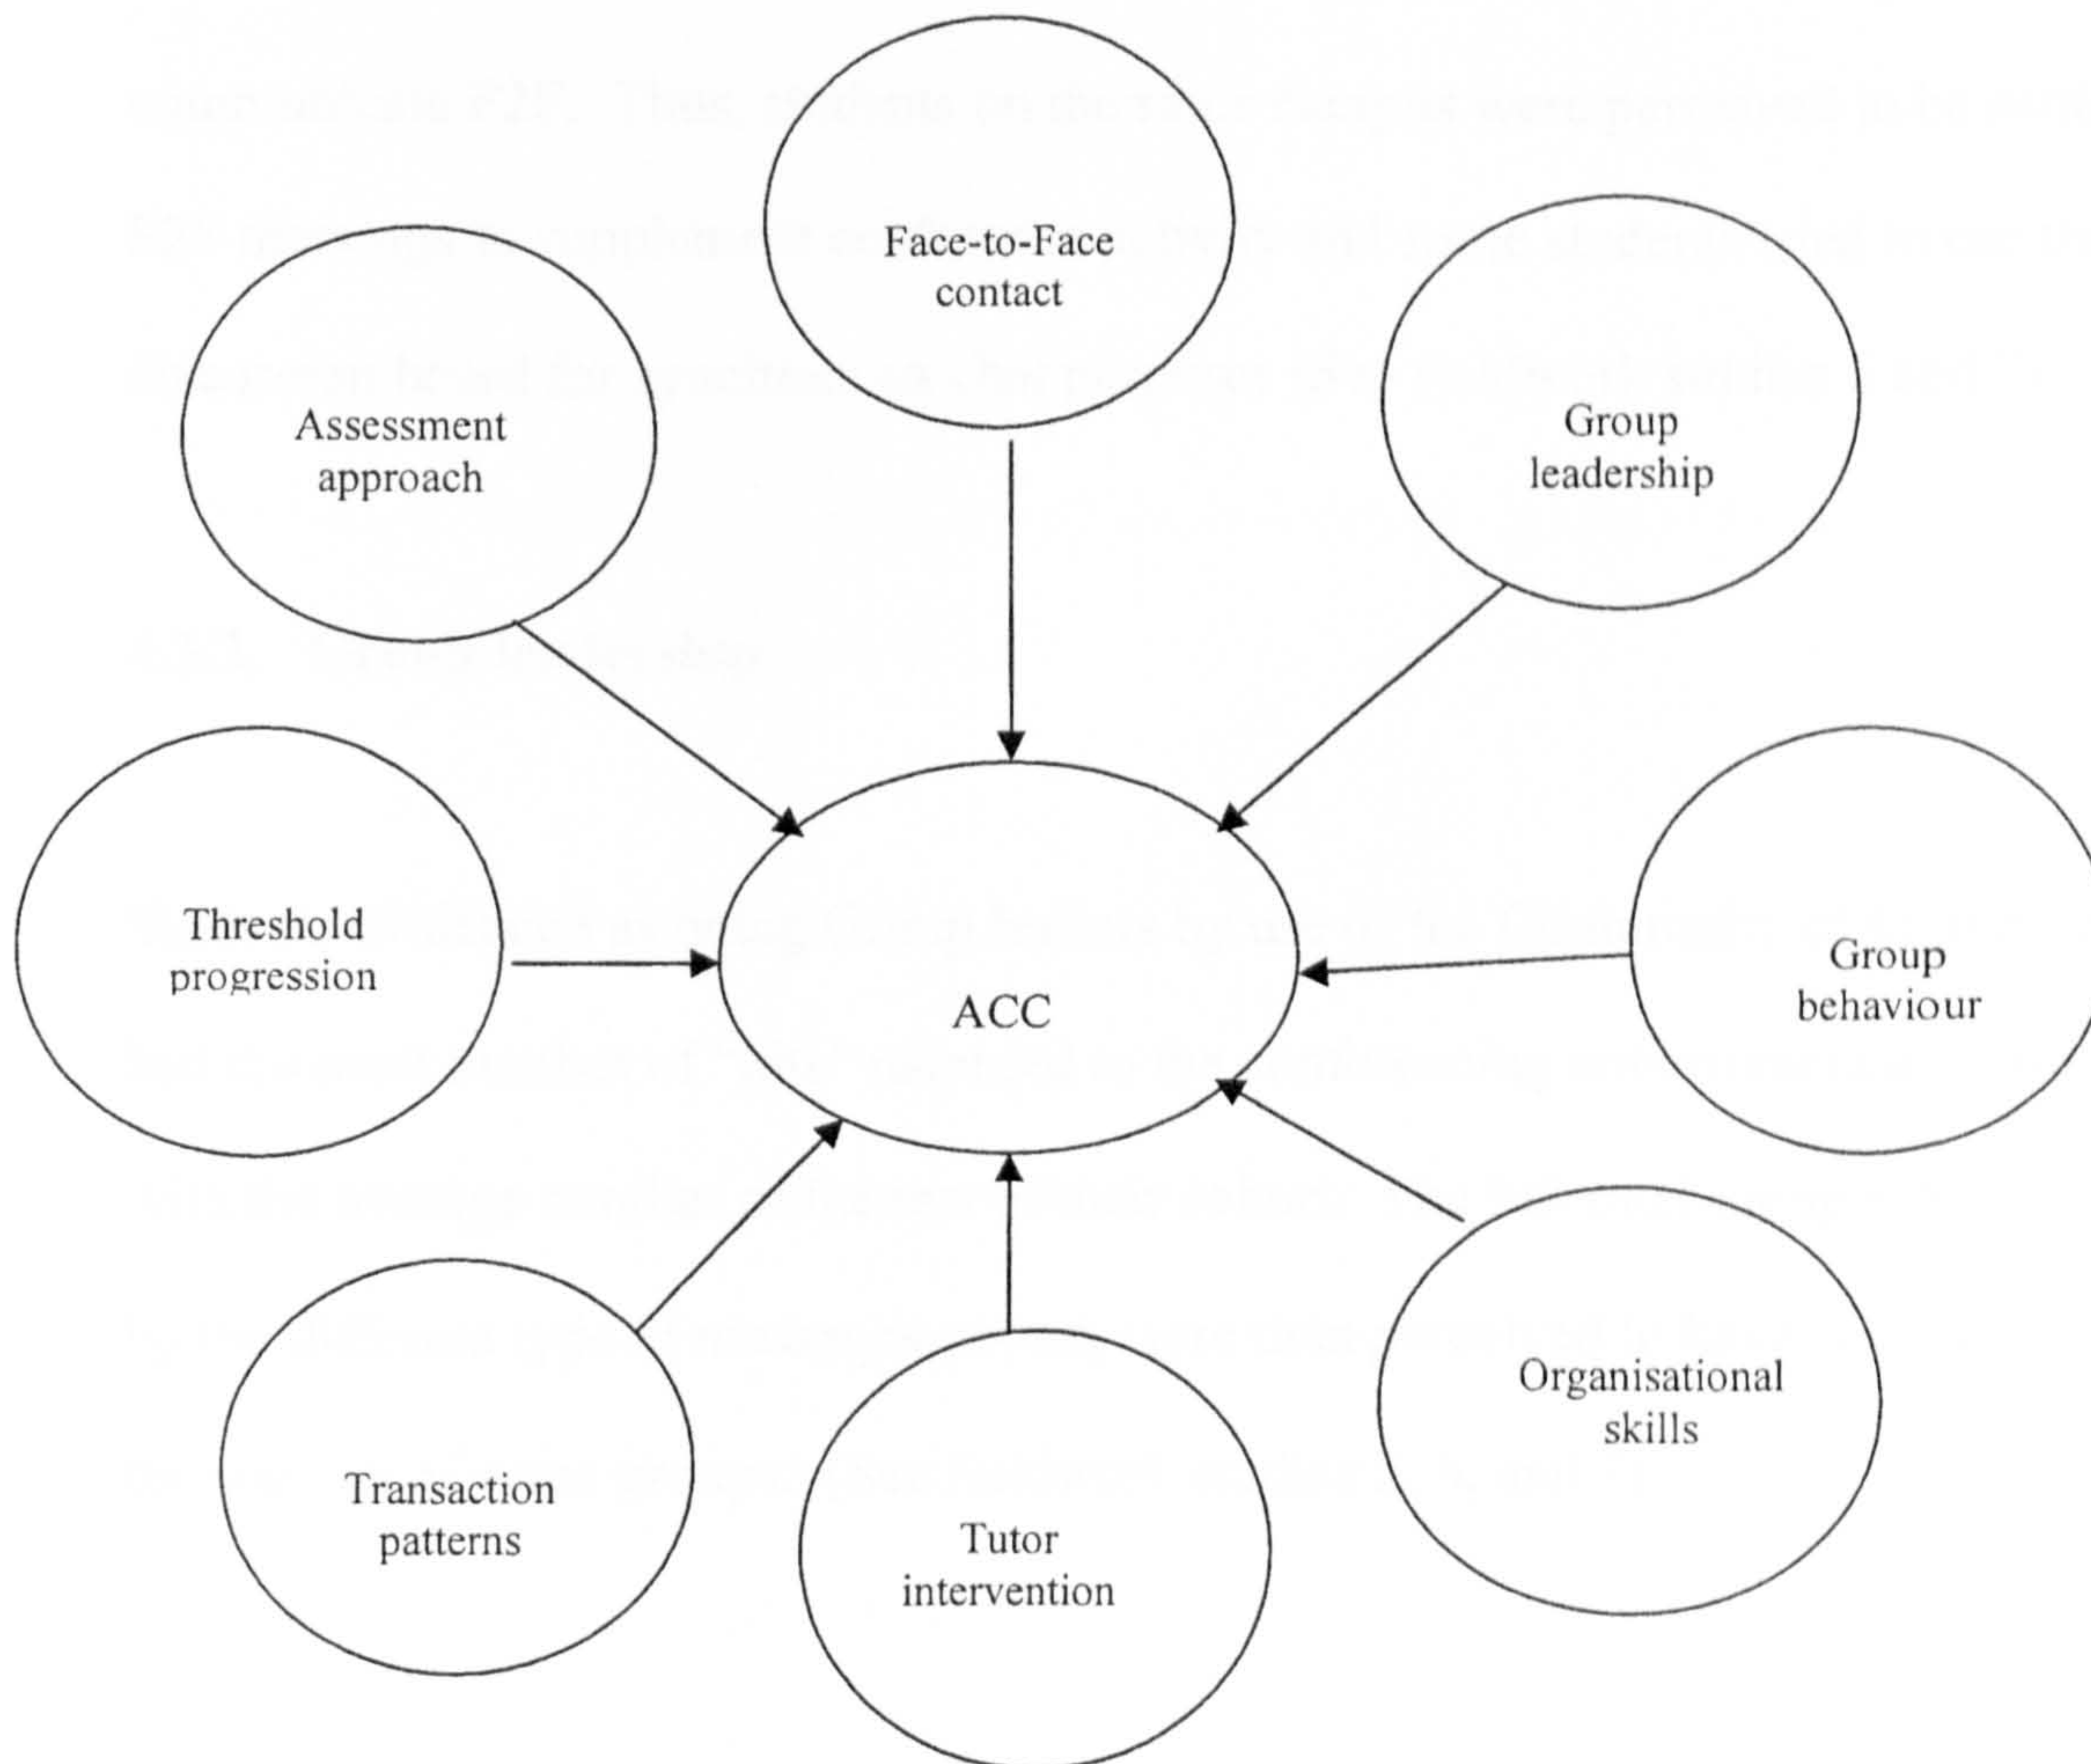 Face-to-Face
contact
Assessment
approach
Group
leadership
Threshold
progression
ACC
Group
behaviour
Transaction
patterns
Tutor
intervention
Organisational
skills